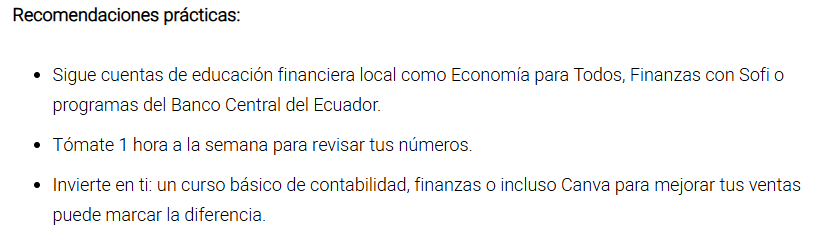 Recomendaciones prácticas:
• Sigue cuentas de educación financiera local como Economía para Todos, Finanzas con Sofi o
programas del Banco Central del Ecuador.
• Tómate 1 hora a la semana para revisar tus números.
• Invierte en ti: un curso básico de contabilidad, finanzas o incluso Canva para mejorar tus ventas
puede marcar la diferencia.